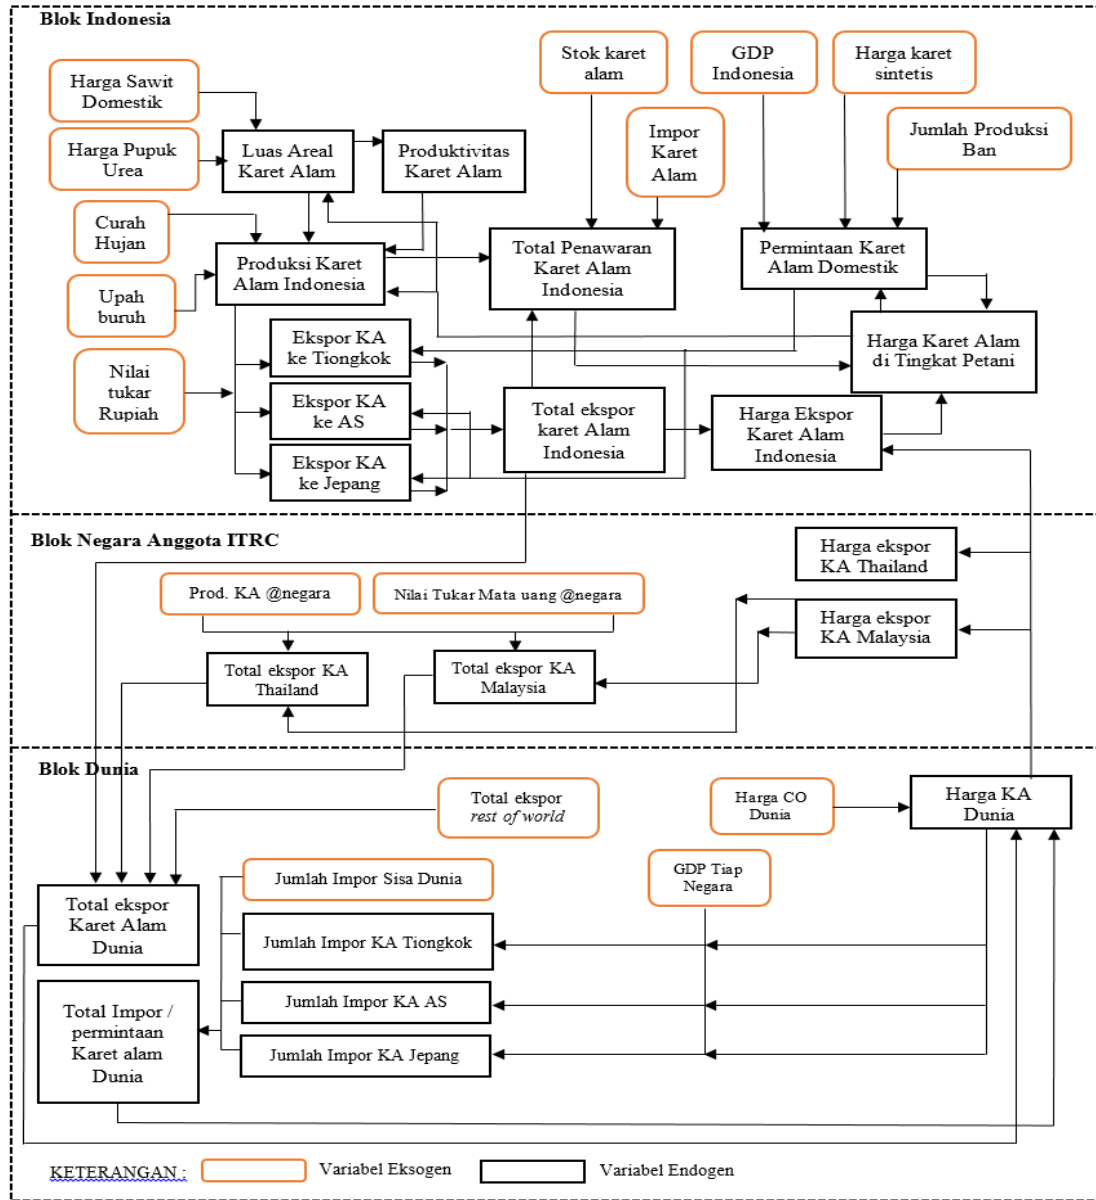 Blok Indonesia
Harga Sawit
Domestik
Harga Pupuk
Urea
Curah
Hujan
Upah
buruh
Nilai
tukar
Rupiah
Luas Areal
Karet Alam
Produktivitas
Karet Alam
Produksi Karet
Alam Indonesia
Ekspor KA
ke Tiongkok
Ekspor KA
ke AS
Ekspor KA
ke Jepang
Stok karet
alam
Impor
Karet
Alam
GDP
Indonesia
Harga karet
sintetis
Jumlah Produksi
Ban
Total Penawaran
Karet Alam
Indonesia
Permintaan Karet
Alam Domestik
Harga Karet Alam
di Tingkat Petani
Total ekspor
karet Alam
Indonesia
Harga Ekspor
Karet Alam
Indonesia
Blok Negara Anggota ITRC
Prod. KA @negara
Nilai Tukar Mata uang @negara
Harga ekspor
KA Thailand
Harga ekspor
KA Malaysia
Total ekspor KA
Thailand
Total ekspor KA
Malaysia
Blok Dunia
Total ekspor
rest of world
Harga CO
Dunia
Harga KA
Dunia
Jumlah Impor Sisa Dunia
GDP Tiap
Negara
Total ekspor
Karet Alam
Dunia
Jumlah Impor KA Tiongkok
Jumlah Impor KA AS
Jumlah Impor KA Jepang
Total Impor /
permintaan
Karet alam
Dunia
KETERANGAN :
Variabel Eksogen
Variabel Endogen